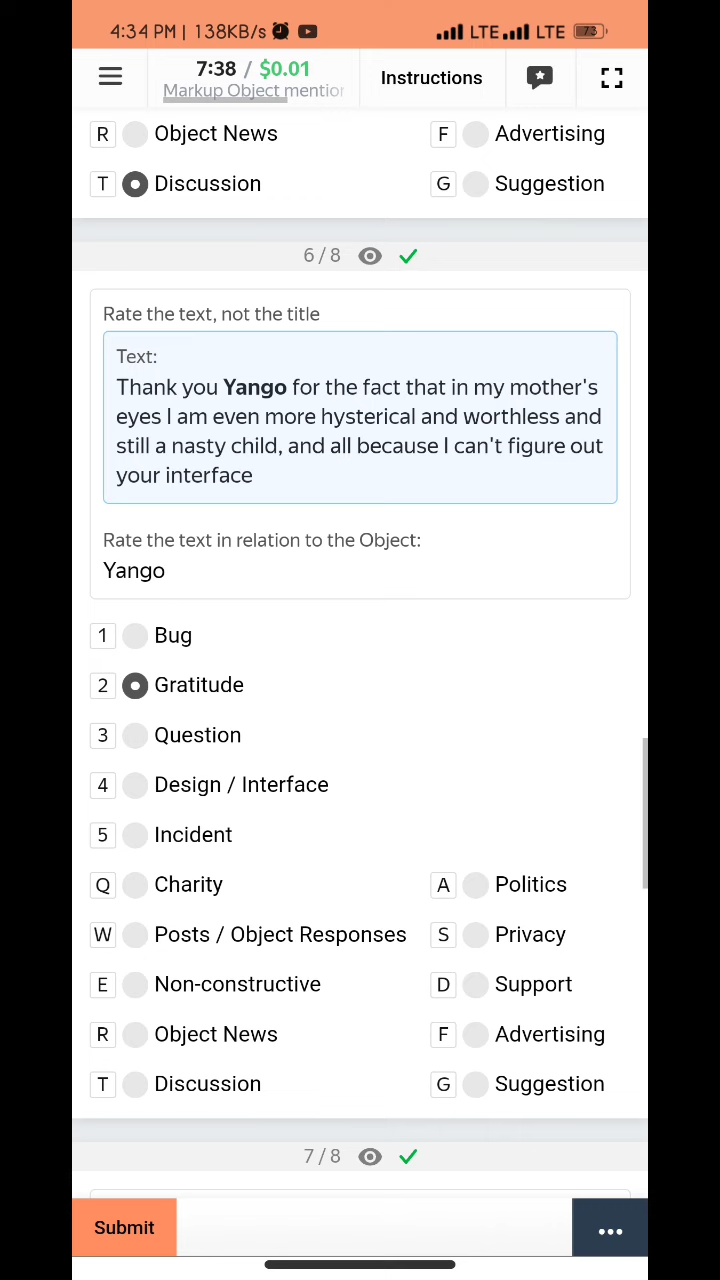 4:34 PM | 138KB/s
LTE LTE 73
7:38 / $0.01
Markup Object mention
Instructions
R Object News F Advertising
T Discussion G Suggestion
6 / 8
Rate the text, not the title
Text:
Thank you Yango for the fact that in my mother's
eyes I am even more hysterical and worthless and
still a nasty child, and all because I can't figure out
your interface
Rate the text in relation to the Object:
Yango
1 Bug
2 Gratitude
3 Question
4 Design / Interface
5 Incident
Q Charity A Politics
W Posts / Object Responses S Privacy
E Non-constructive D Support
R Object News F Advertising
T Discussion G Suggestion
7 / 8
Submit ...